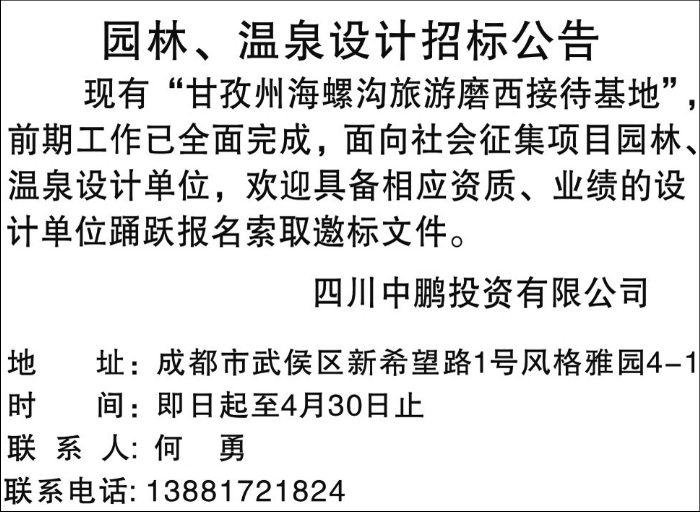 园林、温泉设计招标公告
现有“甘孜州海螺沟旅游磨西接待基地”，
前期工作已全面完成，面向社会征集项目园林、
温泉设计单位，欢迎具备相应资质、业绩的设
计单位踊跃报名索取邀标文件。
四川中鹏投资有限公司
地　　址：成都市武侯区新希望路1号风格雅园4-1
时　　间：即日起至4月30日止
联 系 人：何　勇
联系电话：13881721824